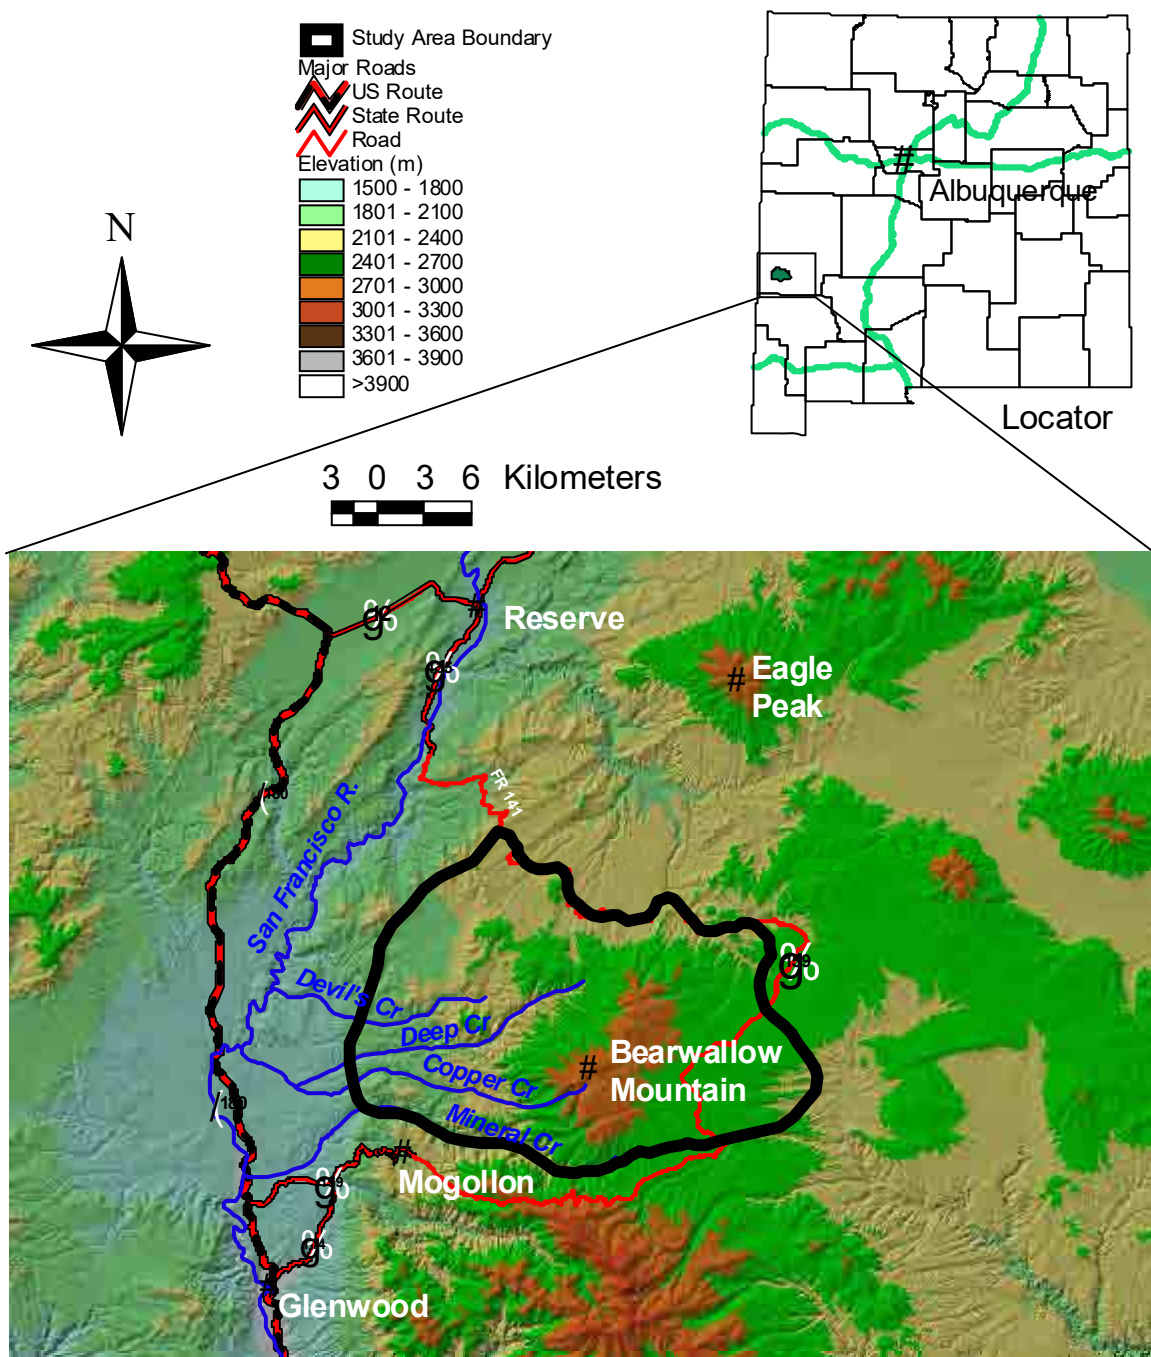 Study Area Boundary
Major Roads
US Route
State Route
Road
Elevation (m)
1500 - 1800
1801 - 2100
2101 - 2400
2401 - 2700
2701 - 3000
3001 - 3300
3301 - 3600
3601 - 3900
>3900
N
#
Albuquerque
Locator
3 0 3 6 Kilometers
#
Reserve
#
Eagle
Peak
FR 141
San Francisco R.
180
Devil's Cr
Deep Cr
Copper Cr
Mineral Cr
#
Bearwallow
Mountain
180
#
Mogollon
#
Glenwood